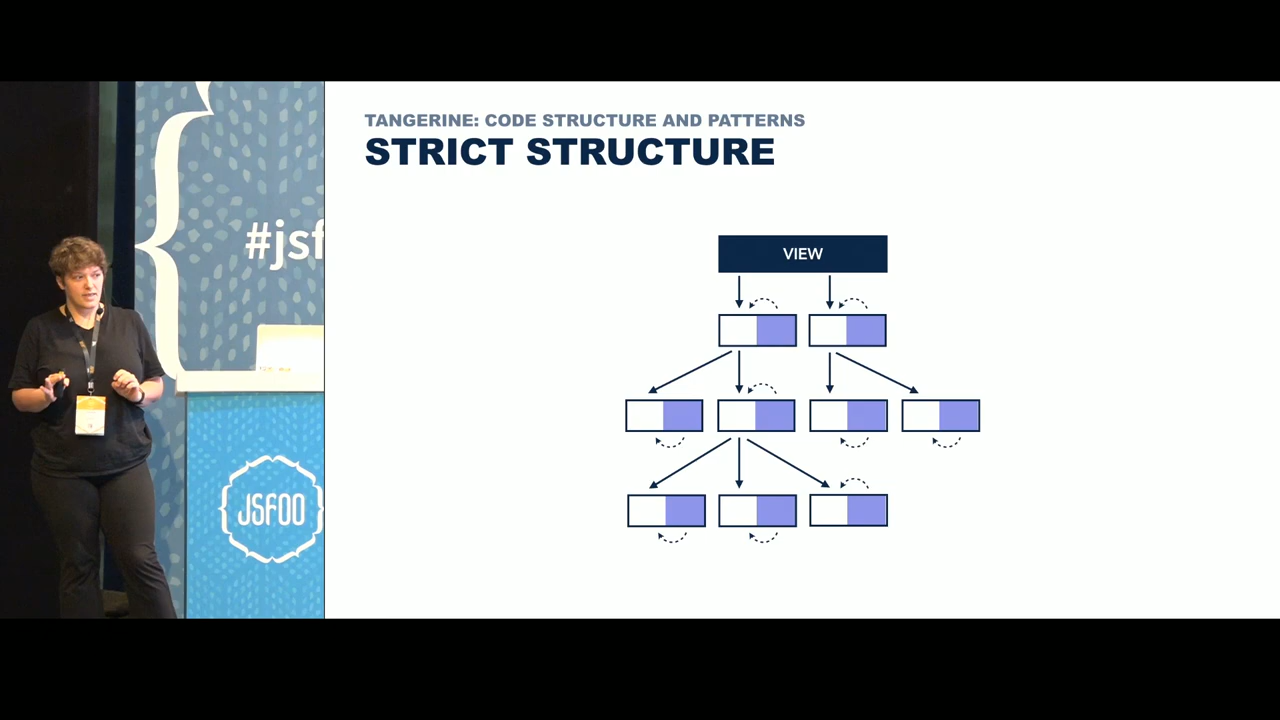 TANGERINE: CODE STRUCTURE AND PATTERNS
STRICT STRUCTURE
#jsf
VIEW
JSFOO